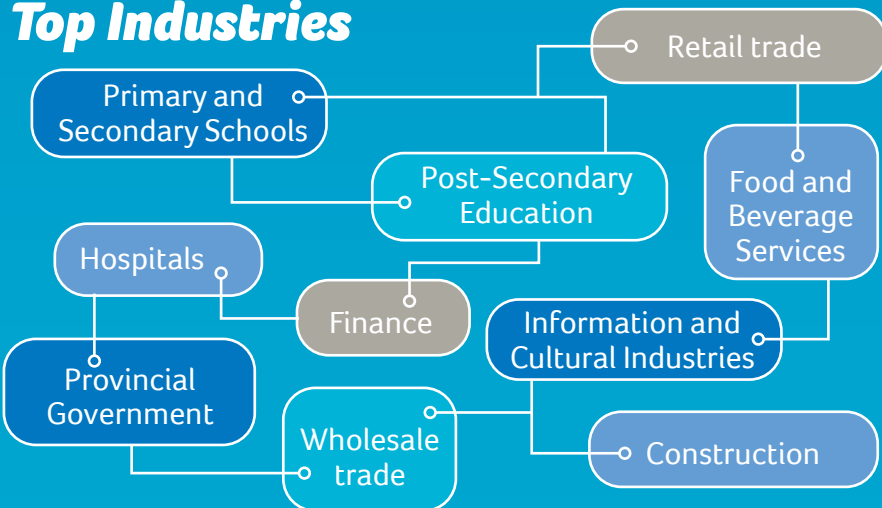 Top Industries
Retail trade
Primary and
Secondary Schools
Post-Secondary
Education
Food and
Beverage
Services
Hospitals
Finance
Information and
Cultural Industries
Provincial
Government
Wholesale
trade
Construction